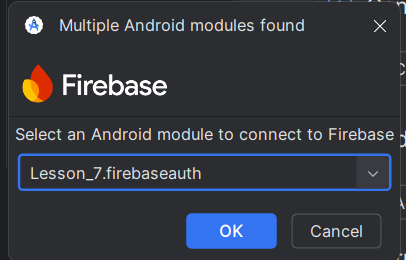 Multiple Android modules found
Firebase
Select an Android module to connect to Firebase
Lesson_7.firebaseauth
OK
Cancel